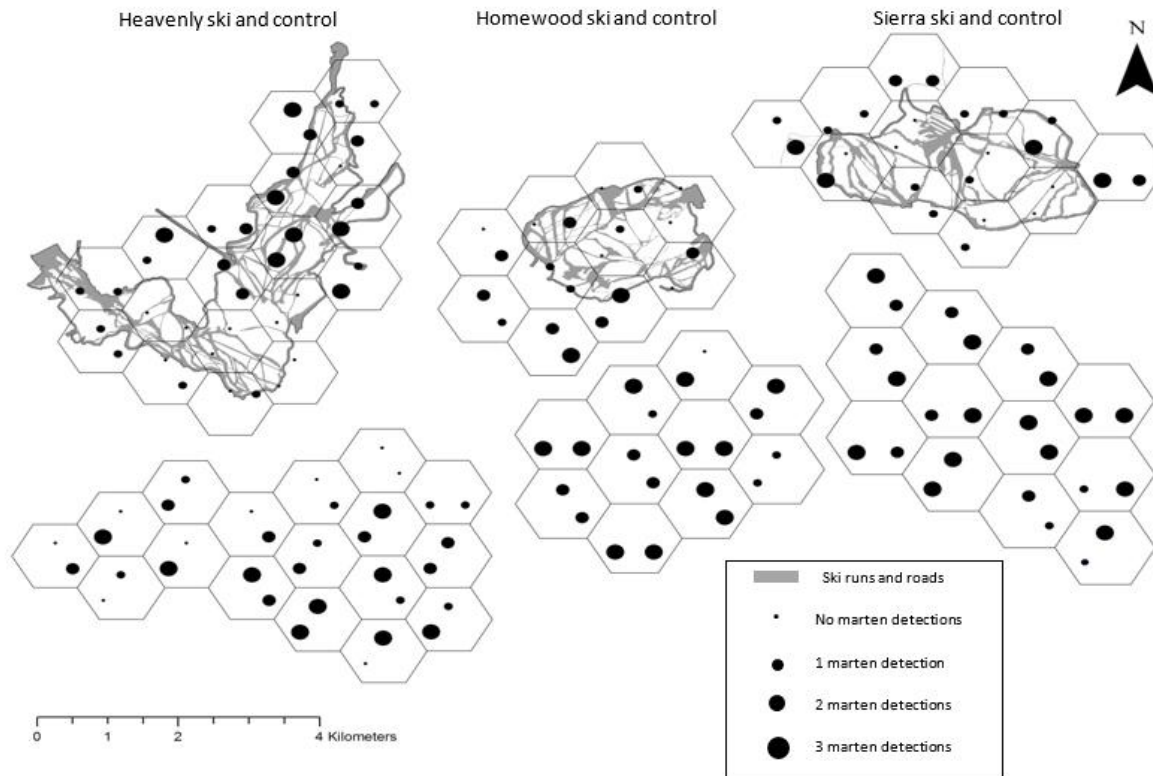 Heavenly ski and control
Homewood ski and control
Sierra ski and control
N
Ski runs and roads
No marten detections
1 marten detection
2 marten detections
3 marten detections
0 1 2 4 Kilometers